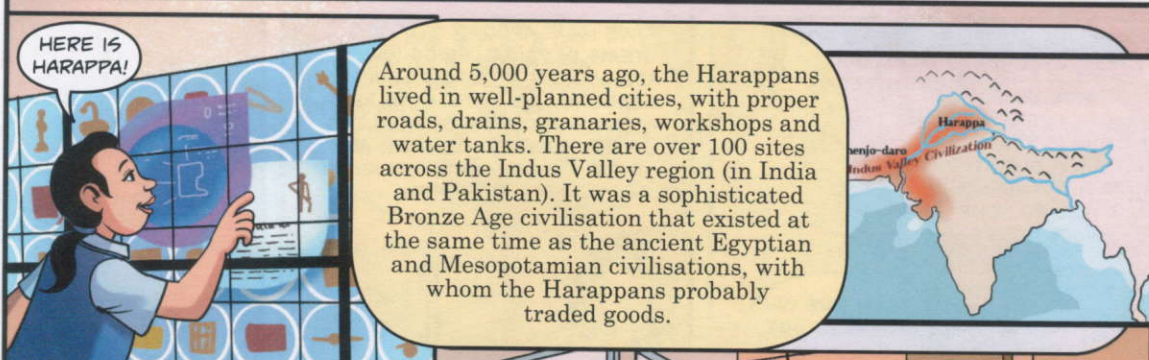 HERE IS
HARAPPA!
Around 5,000 years ago, the Harappans
lived in well-planned cities, with proper
roads, drains, granaries, workshops and
water tanks. There are over 100 sites
across the Indus Valley region (in India
and Pakistan). It was a sophisticated
Bronze Age civilisation that existed at
the same time as the ancient Egyptian
and Mesopotamian civilisations, with
whom the Harappans probably
traded goods.
Harappa
enjo-daro
Indus Valley Civilization